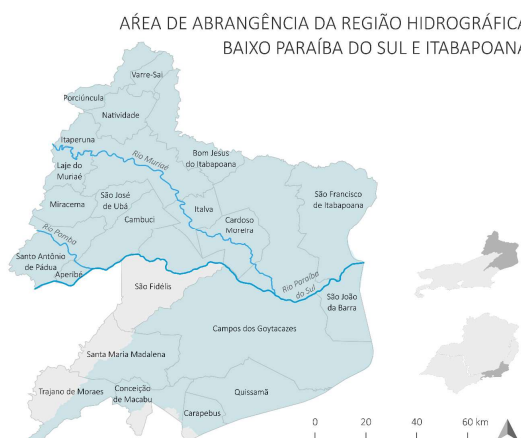 AŔEA DE ABRANGÊNCIA DA REGIÃO HIDROGRÁFICA
BAIXO PARAÍBA DO SUL E ITABAPOANA
Varre-Sai
Porciúncula
Natividade
Itaperuna
Rio Muriaé
Bom Jesus
do Itabapoana
Laje do
Muriaé
São José
de Ubá
São Francisco
de Itabapoana
Miracema
Italva
Cambuci
Cardoso
Moreira
Rio Pomba
Santo Antônio
de Pádua
Aperibé
São Fidélis
Rio Paraíba
do Sul
São João
da Barra
Campos dos Goytacazes
Santa Maria Madalena
Trajano de Moraes
Conceição
de Macabu
Quissamã
Carapebus
0 20 40 60 km